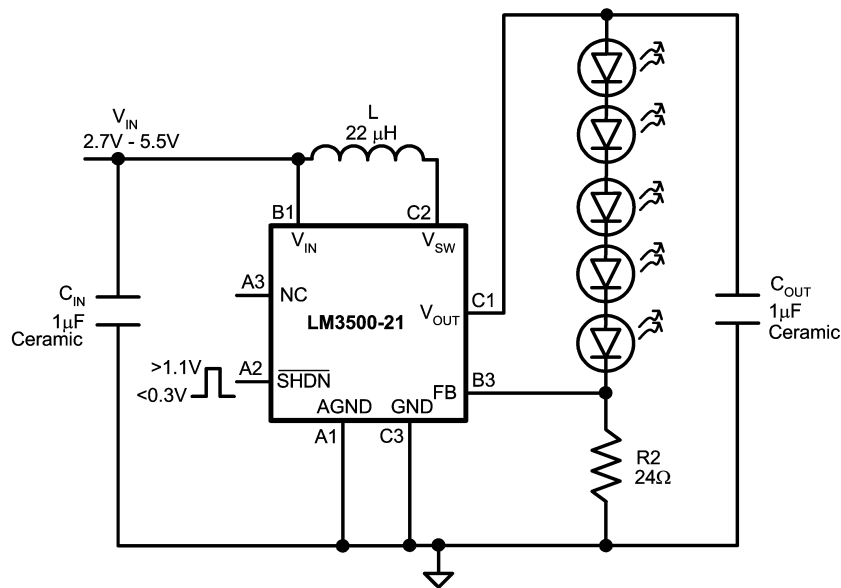 V_IN
2.7V - 5.5V
L
22 μH
B1
C2
V_IN
V_SW
A3
NC
C1
V_OUT
LM3500-21
C_IN
1μF
Ceramic
C_OUT
1μF
Ceramic
>1.1V
<0.3V
A2
SHDN
B3
FB
AGND
GND
A1
C3
R2
24Ω